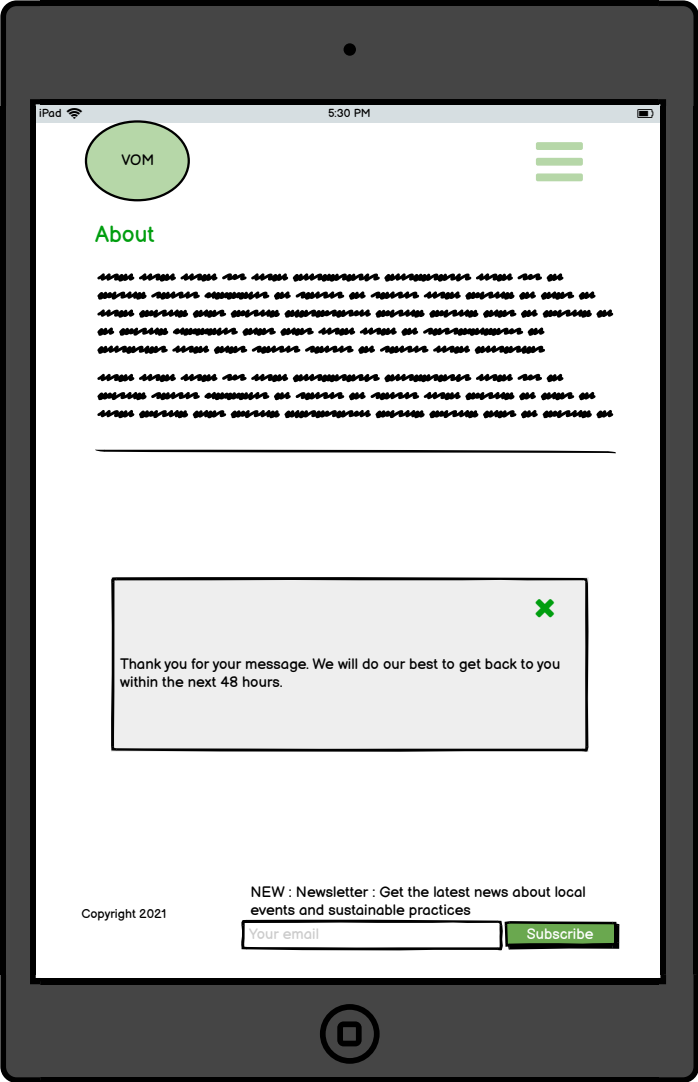 iPad 5:30 PM
VOM
About
Thank you for your message. We will do our best to get back to you
within the next 48 hours.
NEW : Newsletter : Get the latest news about local
events and sustainable practices
Copyright 2021
Your email Subscribe